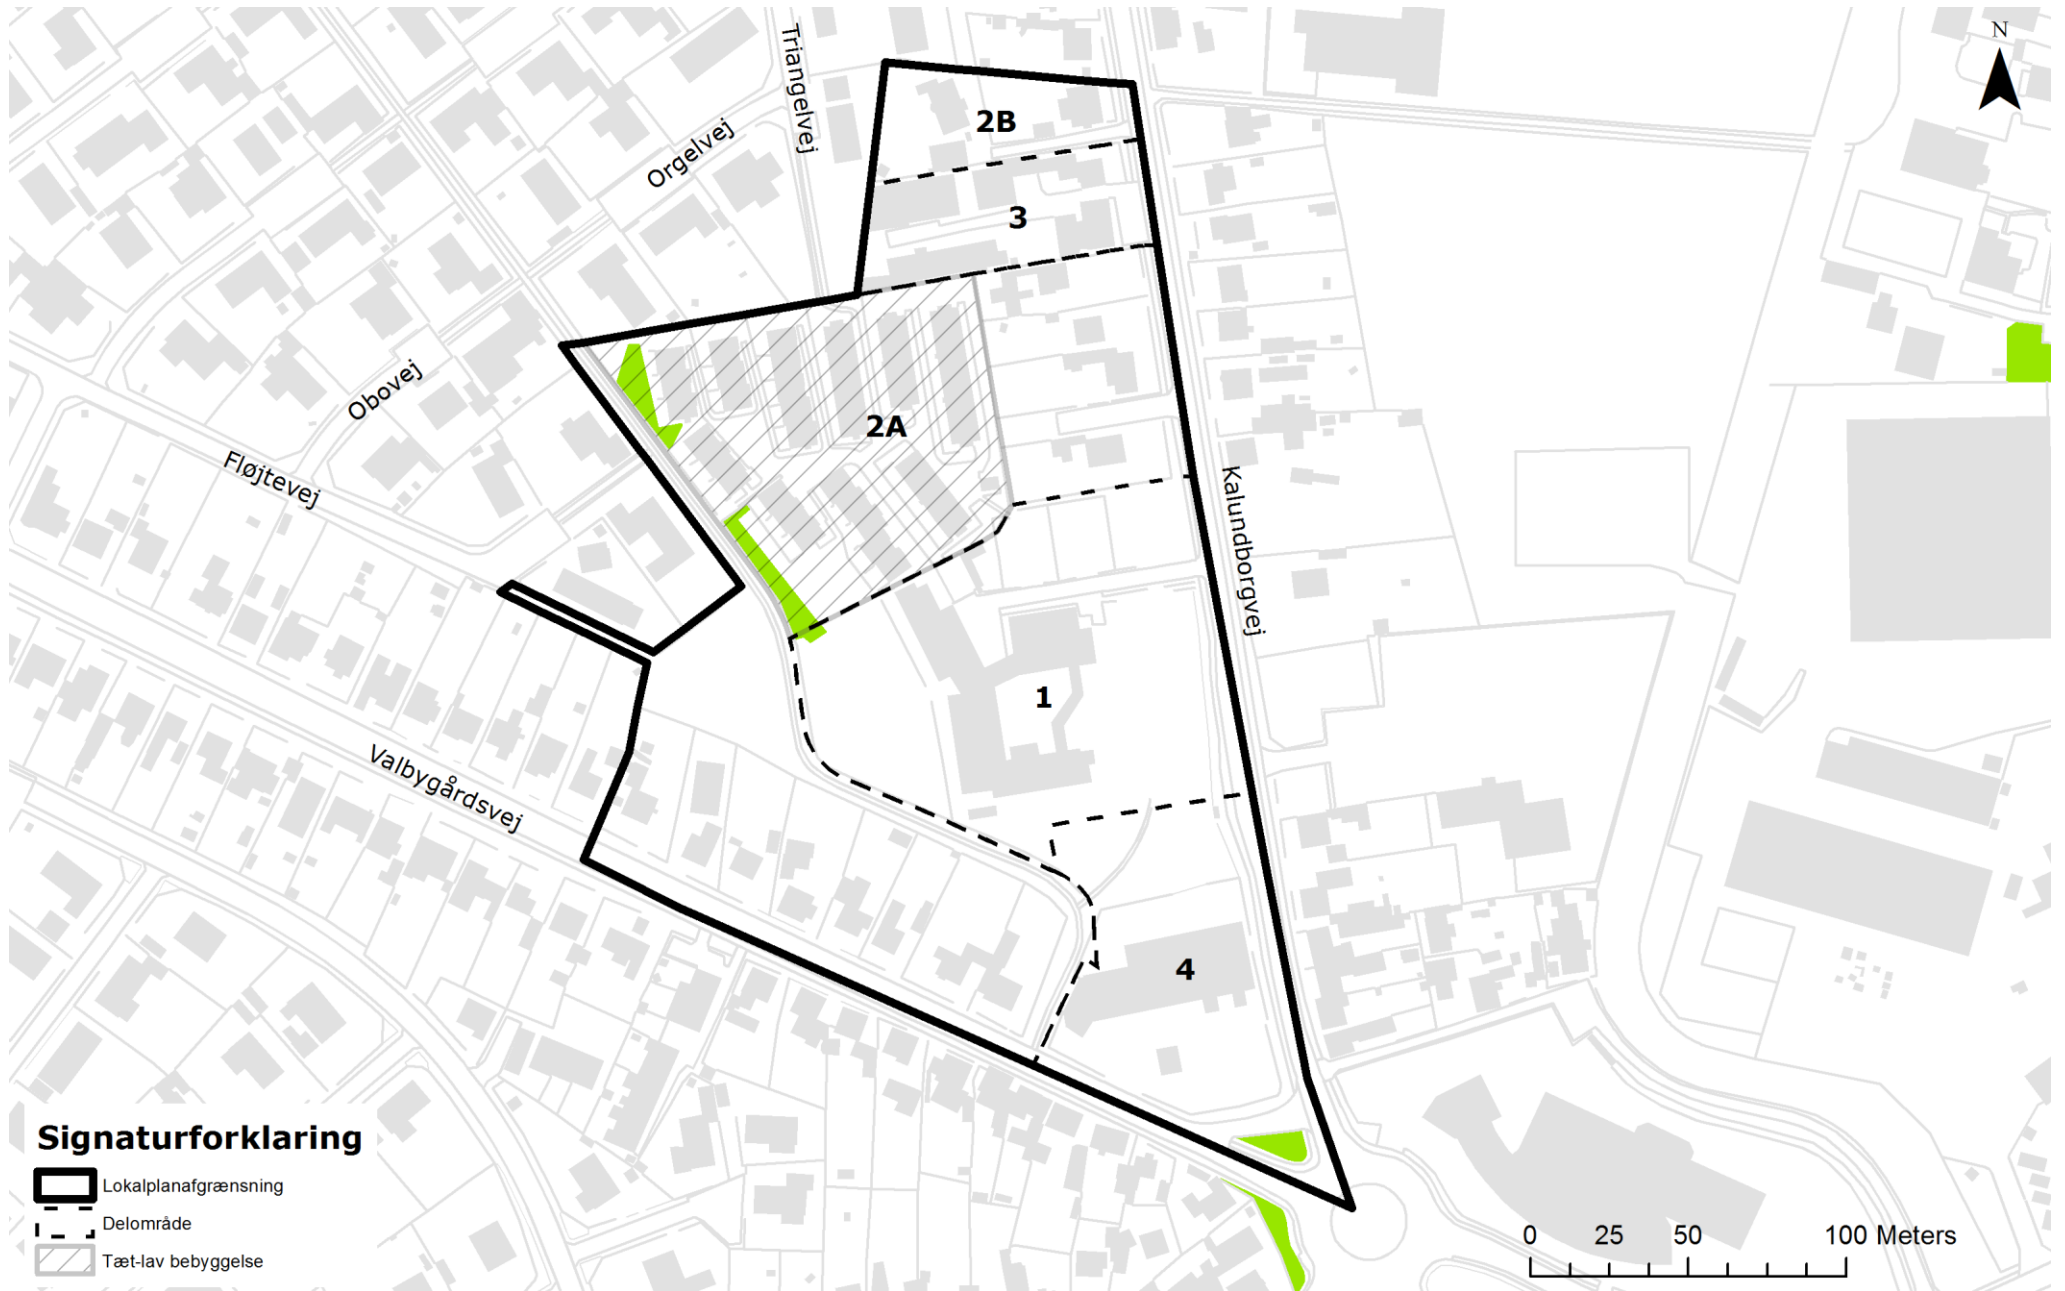 N
Triangelvej
2B
Orgelvej
3
Obovej
2A
Fløjtevej
Kalundborgvej
1
Valbygårdsvej
4
Signaturforklaring
Lokalplanafgrænsning
Delområde
Tæt-lav bebyggelse
0 25 50 100 Meters